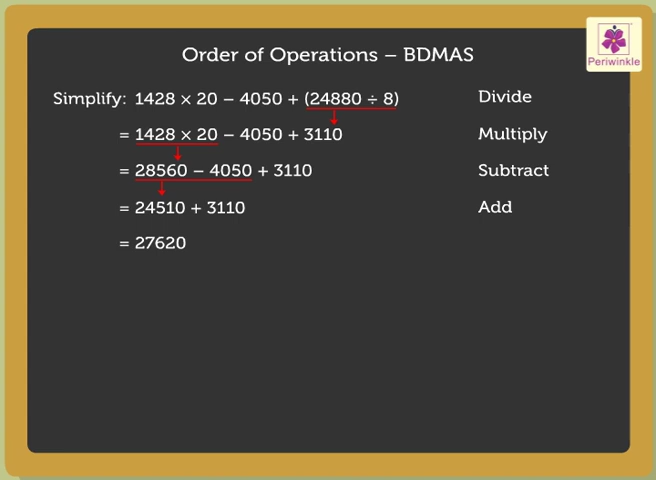 Order of Operations – BDMAS
Periwinkle
Simplify: 1428 × 20 – 4050 + (24880 ÷ 8) Divide
= 1428 × 20 – 4050 + 3110 Multiply
= 28560 – 4050 + 3110 Subtract
= 24510 + 3110 Add
= 27620